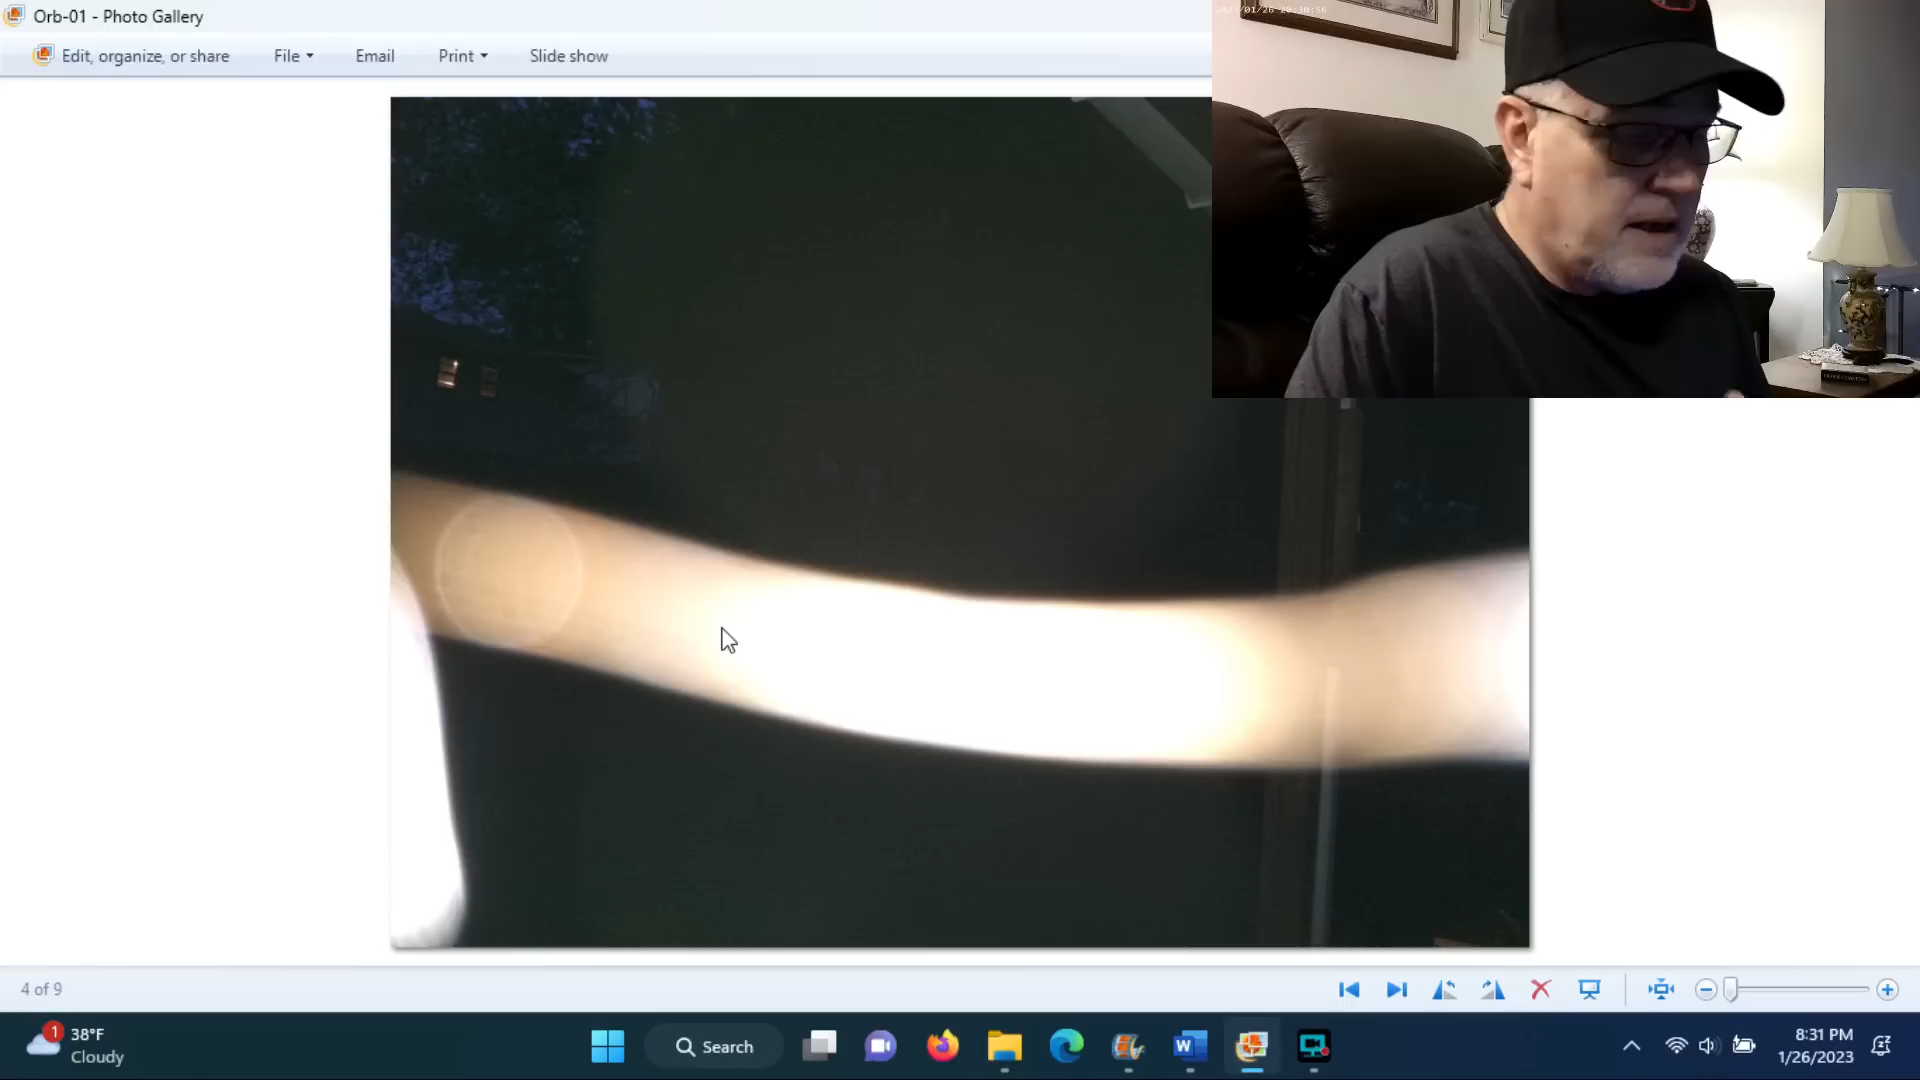 Orb-01 - Photo Gallery
Edit, organize, or share
File
Email
Print
Slide show
4 of 9
1
38°F
Cloudy
Search
W
8:31 PM
1/26/2023